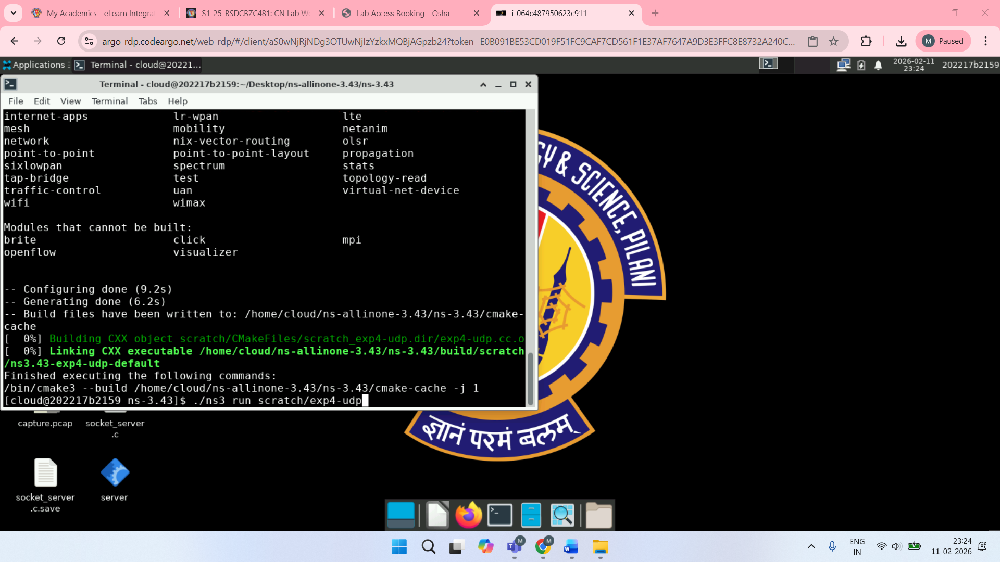 My Academics - eLearn Integrat
S1-25_BSDCBZC481: CN Lab Wo
Lab Access Booking - Osha
i-064c487950623c911
argo-rdp.codeargo.net/web-rdp/#/client/aS0wNjRjNDg3OTUwNjIzYzkxMQBjAGpzb24?token=E0B091BE53CD019F51FC9CAF7CD561F1E37AF7647A9D3E3FFC8E8732A240C...
M Paused
Applications
Terminal - cloud@20221...
2026-02-11
23:24
202217b2159
Terminal - cloud@202217b2159:~/Desktop/ns-allinone-3.43/ns-3.43
File Edit View Terminal Tabs Help
internet-apps lr-wpan lte
mesh mobility netanim
network nix-vector-routing olsr
point-to-point point-to-point-layout propagation
sixlowpan spectrum stats
tap-bridge test topology-read
traffic-control uan virtual-net-device
wifi wimax
Modules that cannot be built:
brite click mpi
openflow visualizer
-- Configuring done (9.2s)
-- Generating done (6.2s)
-- Build files have been written to: /home/cloud/ns-allinone-3.43/ns-3.43/cmake-
cache
[  0%] Building CXX object scratch/CMakeFiles/scratch_exp4-udp.dir/exp4-udp.cc.o
[  0%] Linking CXX executable /home/cloud/ns-allinone-3.43/ns-3.43/build/scratch
/ns3.43-exp4-udp-default
Finished executing the following commands:
/bin/cmake3 --build /home/cloud/ns-allinone-3.43/ns-3.43/cmake-cache -j 1
[cloud@202217b2159 ns-3.43]$ ./ns3 run scratch/exp4-udp
GY & SCIENCE, PILANI
ज्ञानं परमं बलम्
capture.pcap
socket_server
.c
socket_server
.c.save
server
ENG
IN
23:24
11-02-2026